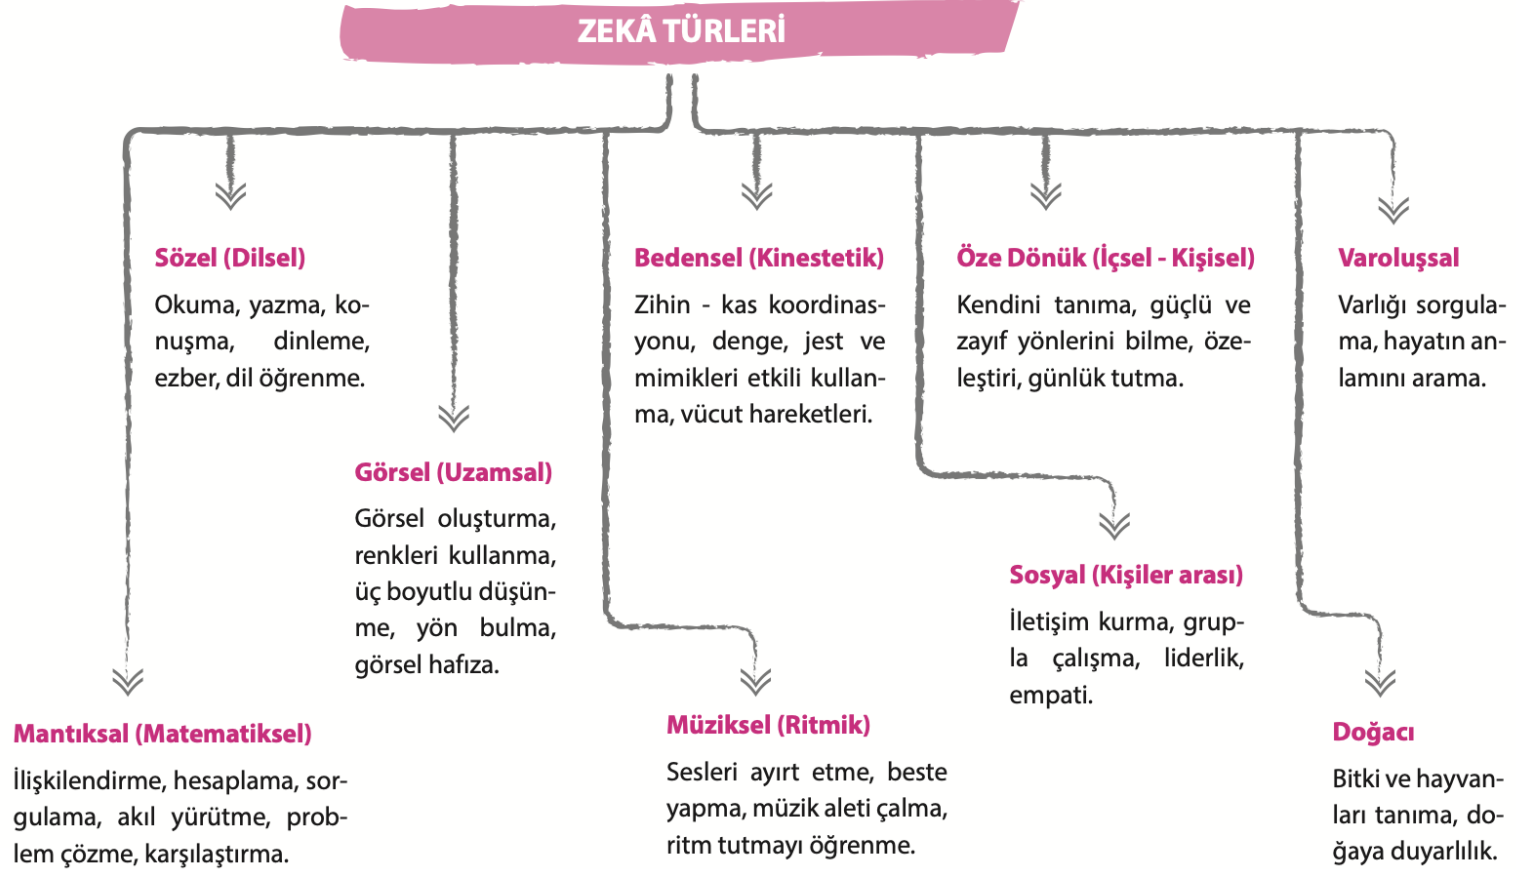 ZEKÂ TÜRLERİ
Sözel (Dilsel)
Okuma, yazma, ko-
nuşma, dinleme,
ezber, dil öğrenme.
Bedensel (Kinestetik)
Zihin - kas koordinas-
yonu, denge, jest ve
mimikleri etkili kullan-
ma, vücut hareketleri.
Öze Dönük (İçsel - Kişisel)
Kendini tanıma, güçlü ve
zayıf yönlerini bilme, öze-
leştiri, günlük tutma.
Varoluşsal
Varlığı sorgula-
ma, hayatın an-
lamını arama.
Görsel (Uzamsal)
Görsel oluşturma,
renkleri kullanma,
üç boyutlu düşün-
me, yön bulma,
görsel hafıza.
Sosyal (Kişiler arası)
İletişim kurma, grup-
la çalışma, liderlik,
empati.
Mantıksal (Matematiksel)
İlişkilendirme, hesaplama, sor-
gulama, akıl yürütme, prob-
lem çözme, karşılaştırma.
Müziksel (Ritmik)
Sesleri ayırt etme, beste
yapma, müzik aleti çalma,
ritm tutmayı öğrenme.
Doğacı
Bitki ve hayvan-
ları tanıma, do-
ğaya duyarlılık.